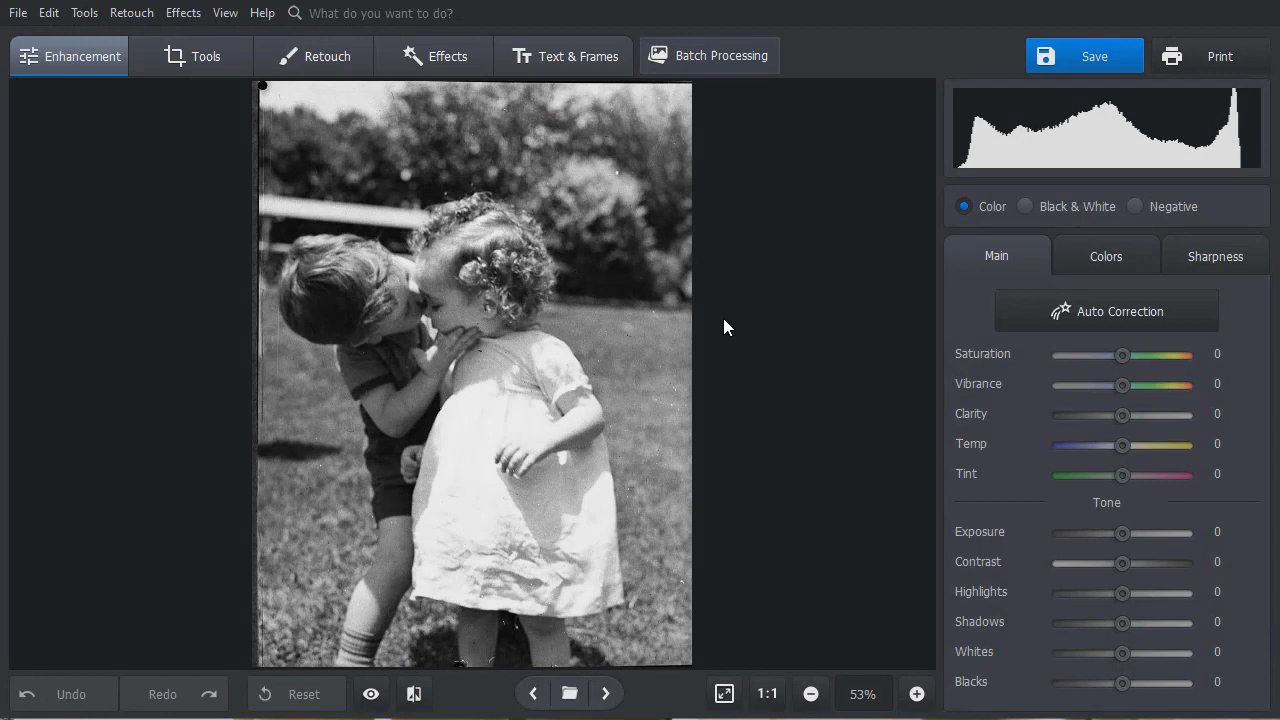 File Edit Tools Retouch Effects View Help What do you want to do?
Enhancement Tools Retouch Effects Text & Frames Batch Processing Save Print
Color Black & White Negative
Main Colors Sharpness
Auto Correction
Saturation 0
Vibrance 0
Clarity 0
Temp 0
Tint 0
Tone
Exposure 0
Contrast 0
Highlights 0
Shadows 0
Whites 0
Blacks 0
Undo Redo Reset 1:1 53%